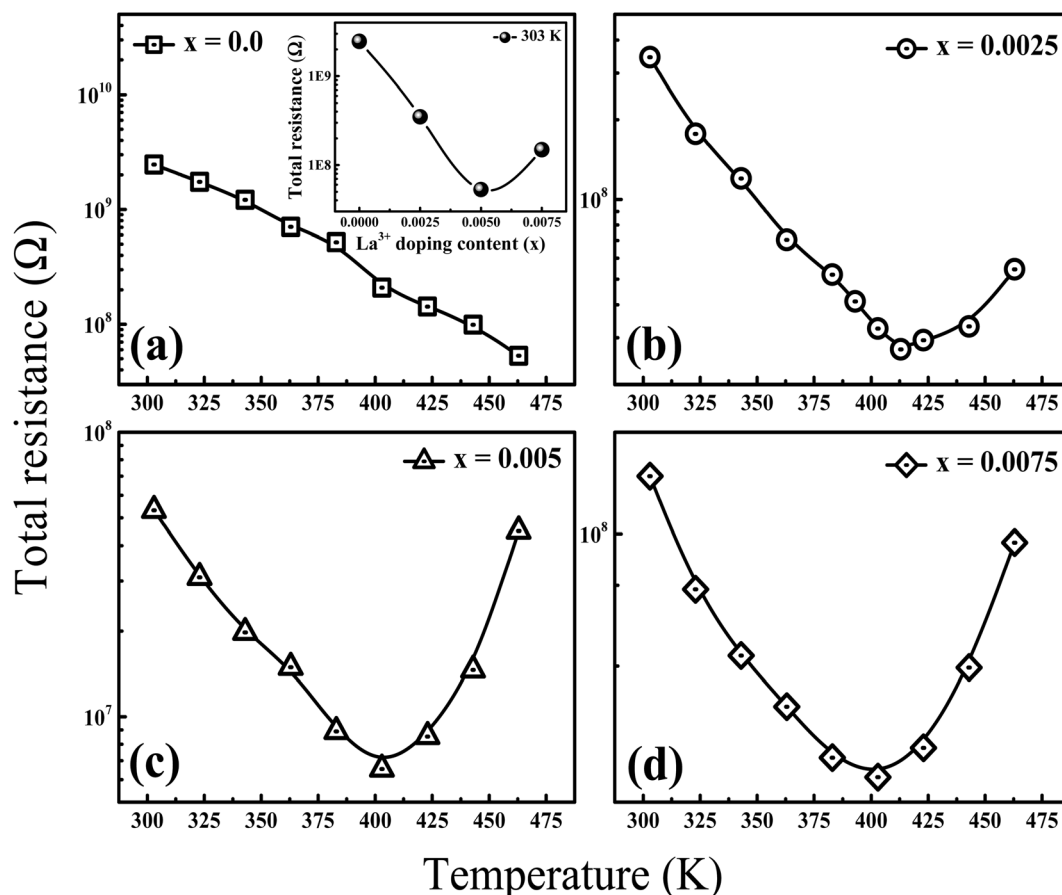 Total resistance (Ω)
x = 0.0
10^10
10^9
10^8
(a)
300 325 350 375 400 425 450 475
303 K
Total resistance (Ω)
1E9
1E8
0.0000 0.0025 0.0050 0.0075
La^3+ doping content (x)
x = 0.0025
10^8
(b)
300 325 350 375 400 425 450 475
x = 0.005
10^8
10^7
(c)
300 325 350 375 400 425 450 475
x = 0.0075
10^8
(d)
300 325 350 375 400 425 450 475
Temperature (K)